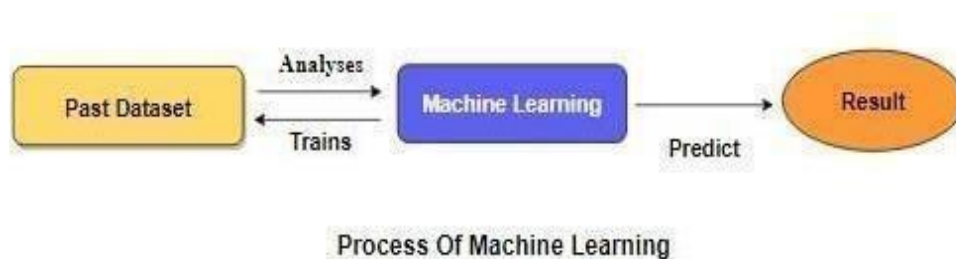 Analyses
Past Dataset
Machine Learning
Result
Trains
Predict
Process Of Machine Learning